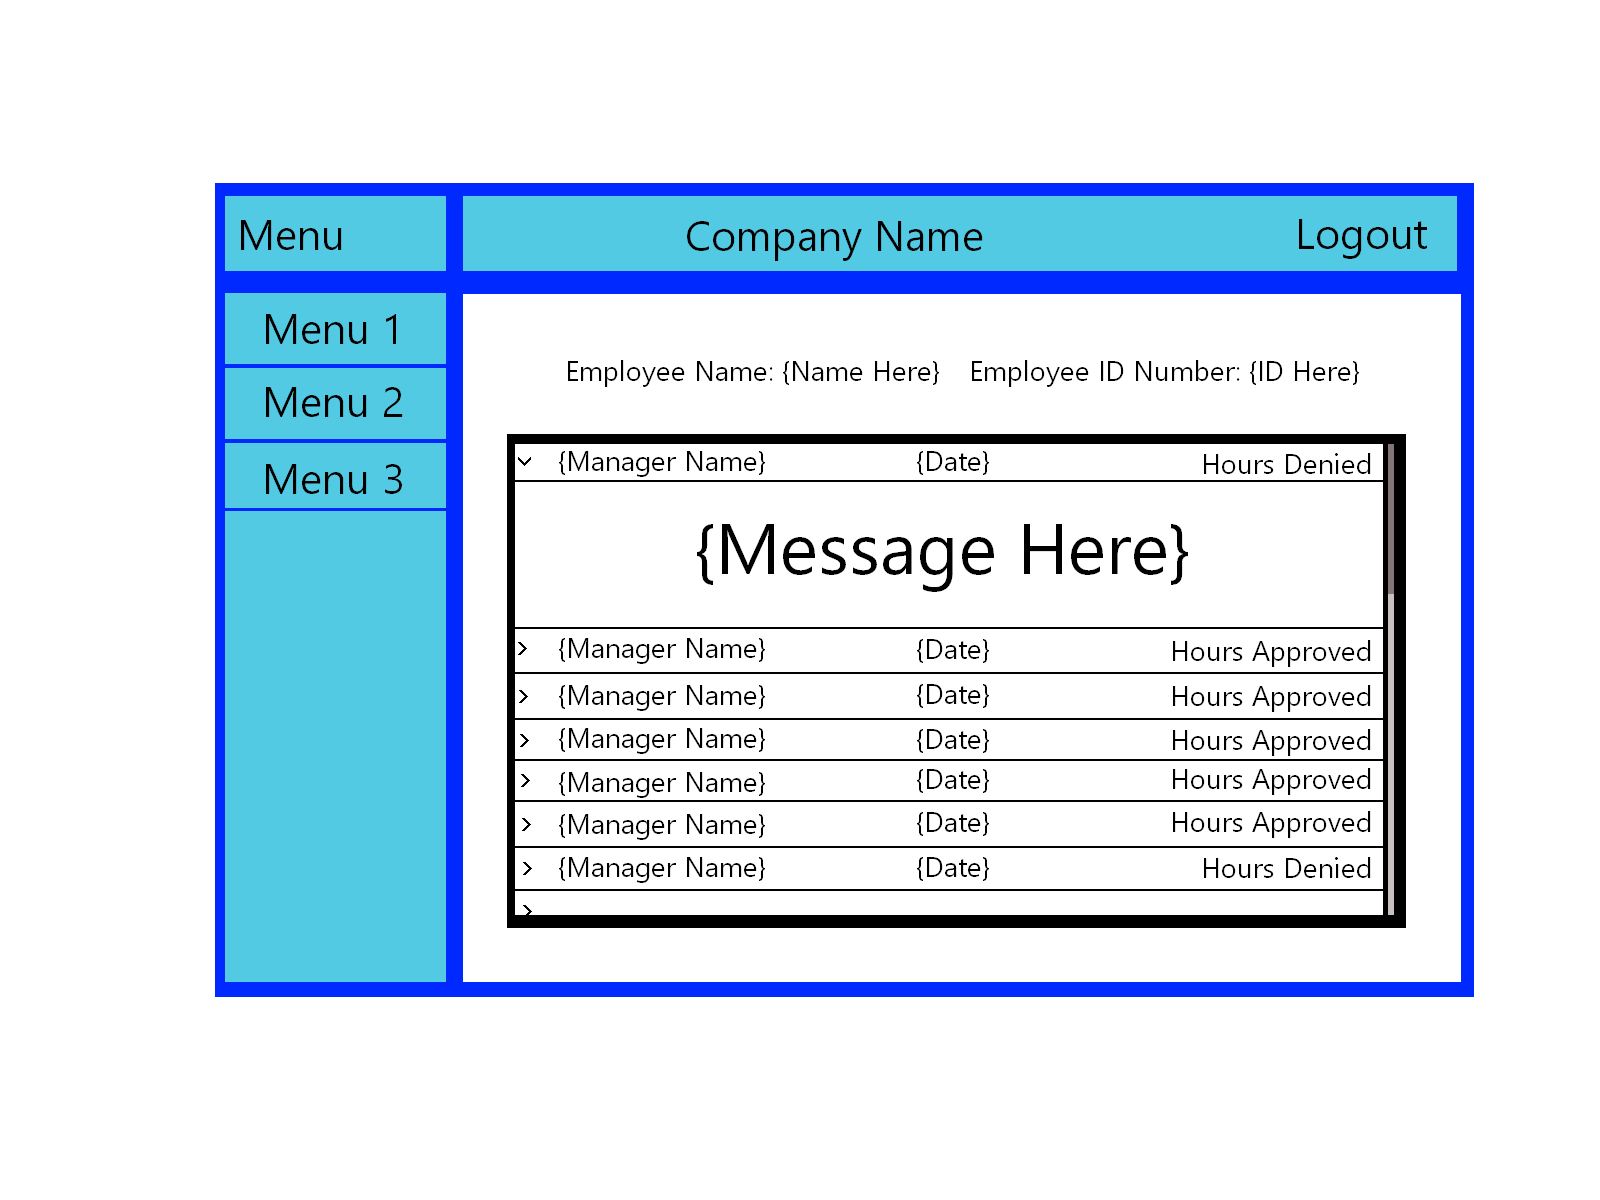 Menu
Company Name
Logout
Menu 1
Menu 2
Menu 3
Employee Name: {Name Here} Employee ID Number: {ID Here}
{Manager Name} {Date} Hours Denied
{Message Here}
{Manager Name} {Date} Hours Approved
{Manager Name} {Date} Hours Approved
{Manager Name} {Date} Hours Approved
{Manager Name} {Date} Hours Approved
{Manager Name} {Date} Hours Approved
{Manager Name} {Date} Hours Denied